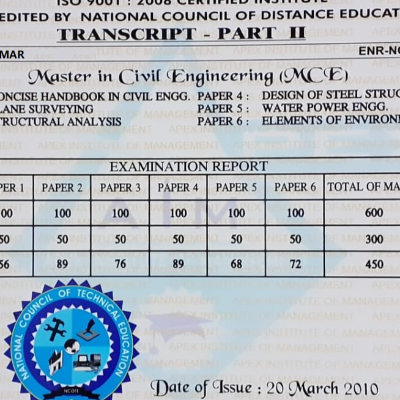 ISO 9001 : 2008 CERTIFIED INSTITUTE
EDITED BY NATIONAL COUNCIL OF DISTANCE EDUCAT
TRANSCRIPT - PART II
MAR ENR-NO
Master in Civil Engineering (MCE)
ONCISE HANDBOOK IN CIVIL ENGG. PAPER 4 : DESIGN OF STEEL STRUC
LANE SURVEYING PAPER 5 : WATER POWER ENGG.
TRUCTURAL ANALYSIS PAPER 6 : ELEMENTS OF ENVIRON
EXAMINATION REPORT
PER 1 PAPER 2 PAPER 3 PAPER 4 PAPER 5 PAPER 6 TOTAL OF MA
00 100 100 100 100 100 600
50 50 50 50 50 50 300
56 89 76 89 68 72 450
NATIONAL COUNCIL OF TECHNICAL EDUCATION
Date of Issue : 20 March 2010